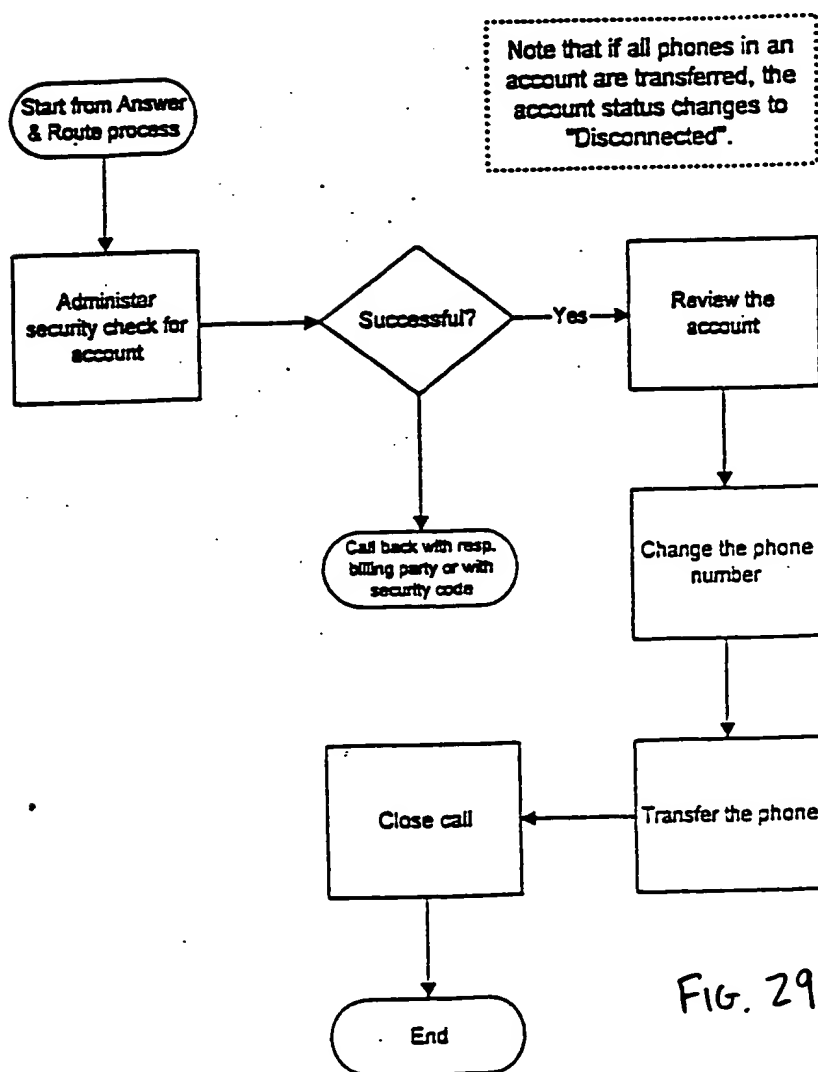 Note that if all phones in an
account are transferred, the
account status changes to
"Disconnected".
Start from Answer
& Route process
Administar
security check for
account
Successful?
Yes
Review the
account
Call back with resp.
billing party or with
security code
Change the phone
number
Close call
Transfer the phone
End
FIG. 29